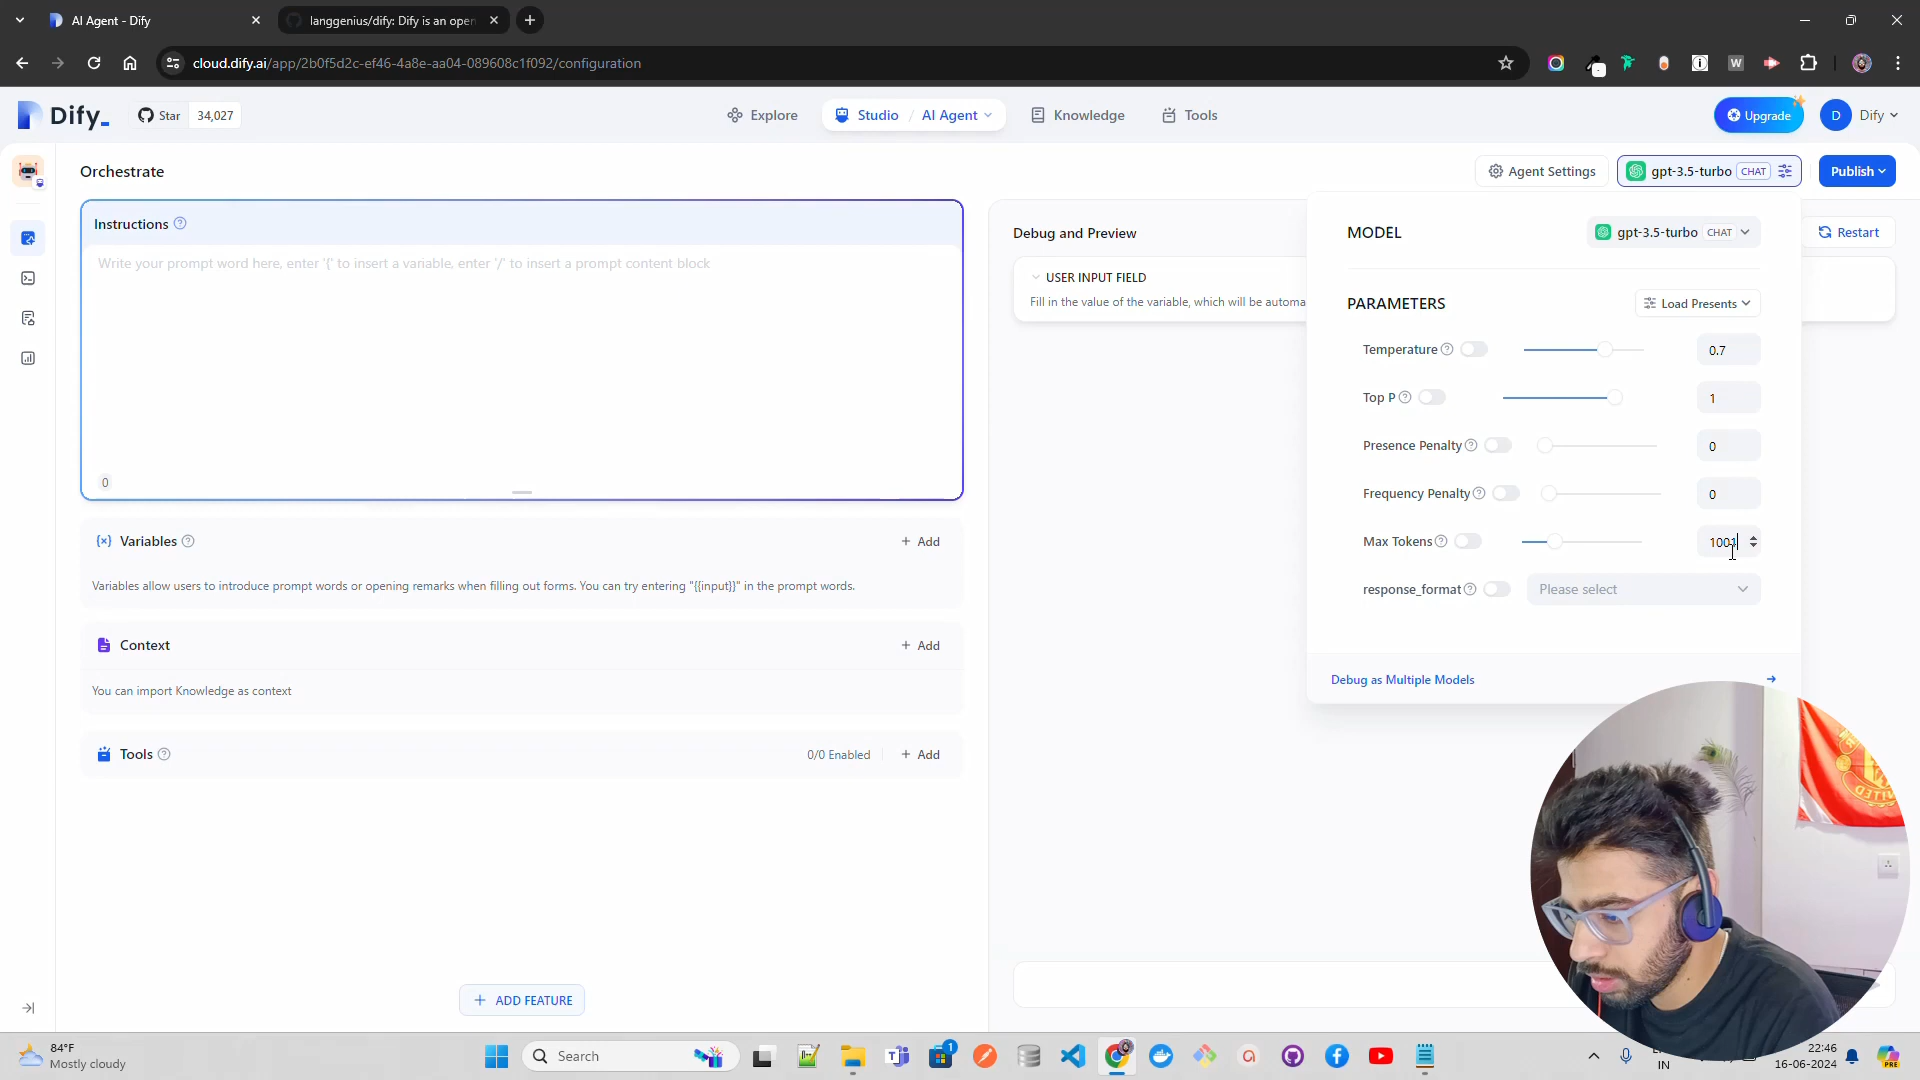 AI Agent - Dify
langgenius/dify: Dify is an open
cloud.dify.ai/app/2b0f5d2c-ef46-4a8e-aa04-089608c1f092/configuration
Dify_
Star 34,027
Explore
Studio / AI Agent
Knowledge
Tools
Upgrade
D Dify
Orchestrate
Agent Settings
gpt-3.5-turbo CHAT
Publish
Instructions
Write your prompt word here, enter '{' to insert a variable, enter '/' to insert a prompt content block
0
Variables
+ Add
Variables allow users to introduce prompt words or opening remarks when filling out forms. You can try entering "{{input}}" in the prompt words.
Context
+ Add
You can import Knowledge as context
Tools
0/0 Enabled
+ Add
+ ADD FEATURE
Debug and Preview
Restart
USER INPUT FIELD
Fill in the value of the variable, which will be automa
MODEL
gpt-3.5-turbo CHAT
PARAMETERS
Load Presents
Temperature 0.7
Top P 1
Presence Penalty 0
Frequency Penalty 0
Max Tokens 1001
response_format Please select
Debug as Multiple Models
UNITED
84°F
Mostly cloudy
Search
1
IN
22:46
16-06-2024
PRE